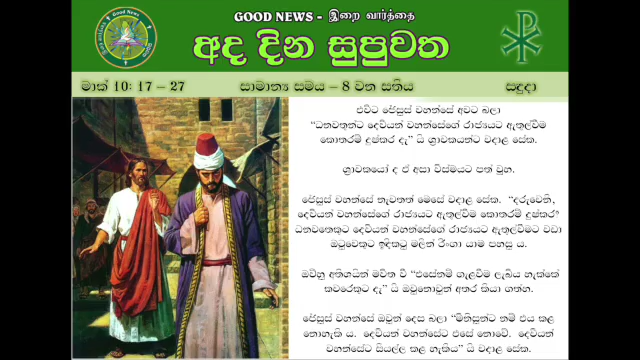 GOOD NEWS - இறை வார்த்தை
අද දින සුපුවත
මාක් 10: 17 – 27
සාමාන්‍ය සමය – 8 වන සතිය
සඳුදා
එවිට ජේසුස් වහන්සේ අවට බලා
“ධනවතුන්ට දෙවියන් වහන්සේගේ රාජ්‍යයට ඇතුල්වීම
කොතරම් දුෂ්කර දැ” යි ශ්‍රාවකයන්ට වදාළ සේක.
ශ්‍රාවකයෝ ද ඒ අසා විස්මයට පත් වූහ.
ජේසුස් වහන්සේ නැවතත් මෙසේ වදාළ සේක. “දරුවෙනි,
දෙවියන් වහන්සේගේ රාජ්‍යයට ඇතුල්වීම කොතරම් දුෂ්කර
ධනවතෙකුට දෙවියන් වහන්සේගේ රාජ්‍යයට ඇතුල්වීමට වඩා
ඔටුවෙකුට ඉඳිකටු මලින් රිංගා යාම පහසු ය.
ඔව්හු අතිශයින් මවිත වී “එසේනම් ගැළවීම ලැබිය හැක්කේ
කවරෙකුට දැ” යි ඔවුනොවුන් අතර කියා ගත්හ.
ජේසුස් වහන්සේ ඔවුන් දෙස බලා “මිනිසුන්ට නම් එය කළ
නොහැකි ය. දෙවියන් වහන්සේට එසේ නොවේ. දෙවියන්
වහන්සේට සියල්ල කළ හැකිය” යි වදාළ සේක.